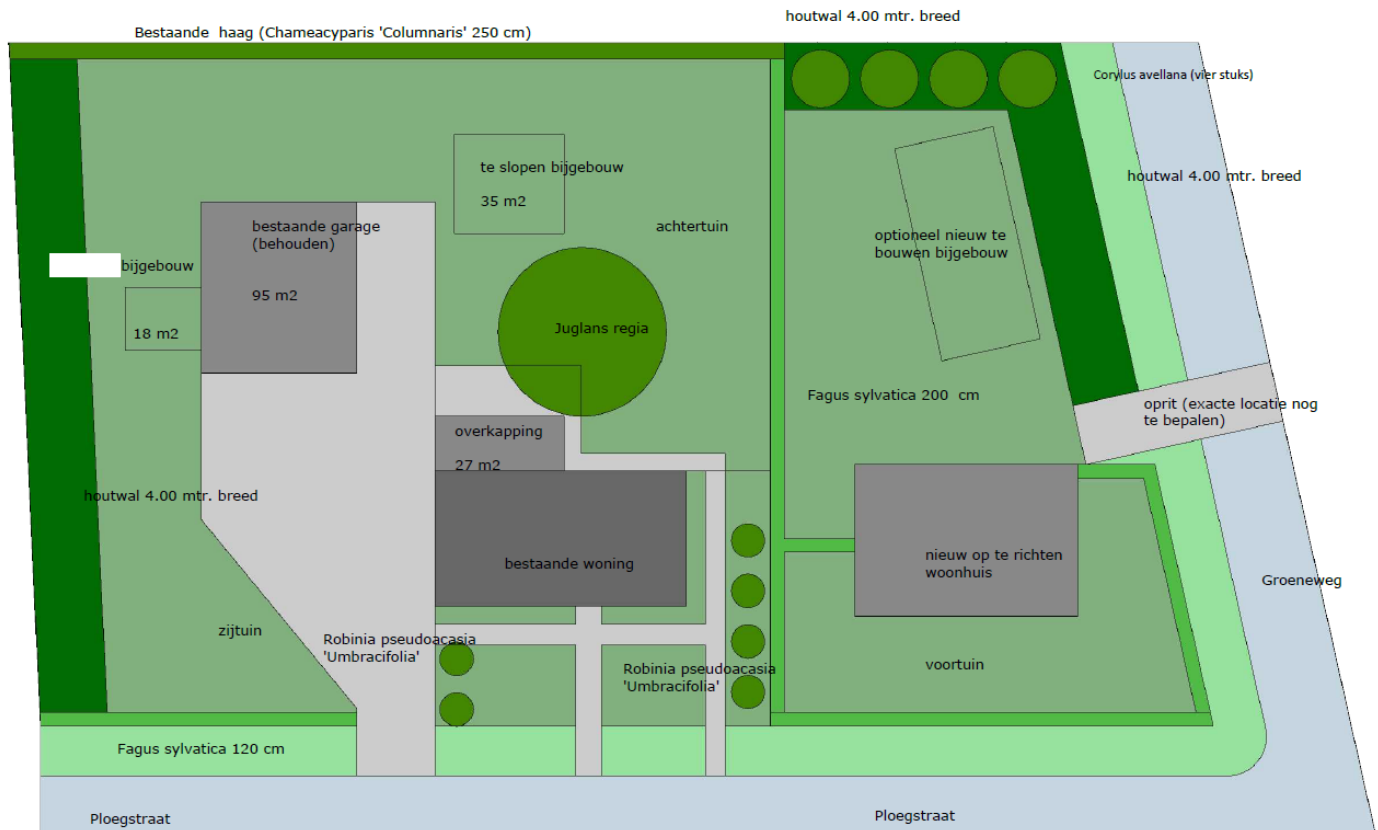 houtwal 4.00 mtr. breed
Bestaande haag (Chameacyparis 'Columnaris' 250 cm)
Corylus avellana (vier stuks)
houtwal 4.00 mtr. breed
te slopen bijgebouw
35 m2
achtertuin
bestaande garage
(behouden)
95 m2
bijgebouw
18 m2
optioneel nieuw te
bouwen bijgebouw
Juglans regia
Fagus sylvatica 200 cm
oprit (exacte locatie nog
te bepalen)
overkapping
27 m2
houtwal 4.00 mtr. breed
bestaande woning
nieuw op te richten
woonhuis
Groeneweg
zijtuin
Robinia pseudoacasia
'Umbracifolia'
Robinia pseudoacasia
'Umbracifolia'
voortuin
Fagus sylvatica 120 cm
Ploegstraat
Ploegstraat